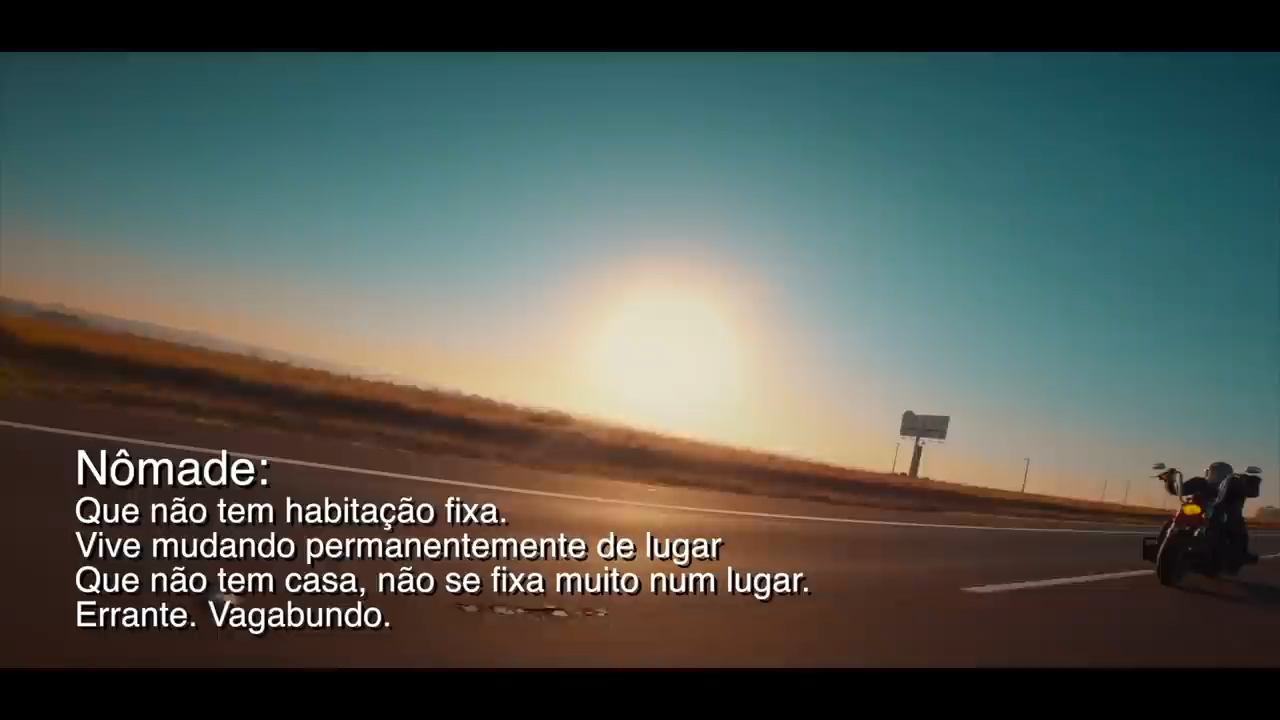 Nômade:
Que não tem habitação fixa.
Vive mudando permanentemente de lugar
Que não tem casa, não se fixa muito num lugar.
Errante. Vagabundo.